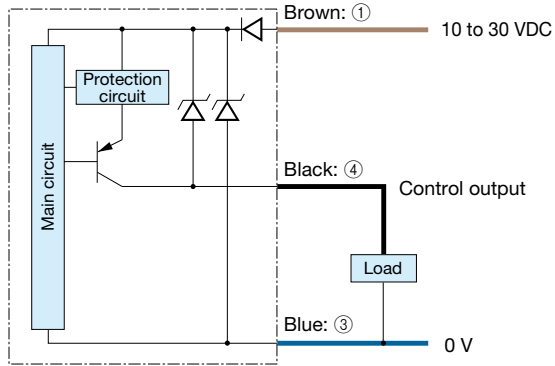 Brown: ①
10 to 30 VDC
Protection
circuit
Main circuit
Black: ④
Control output
Load
Blue: ③
0 V